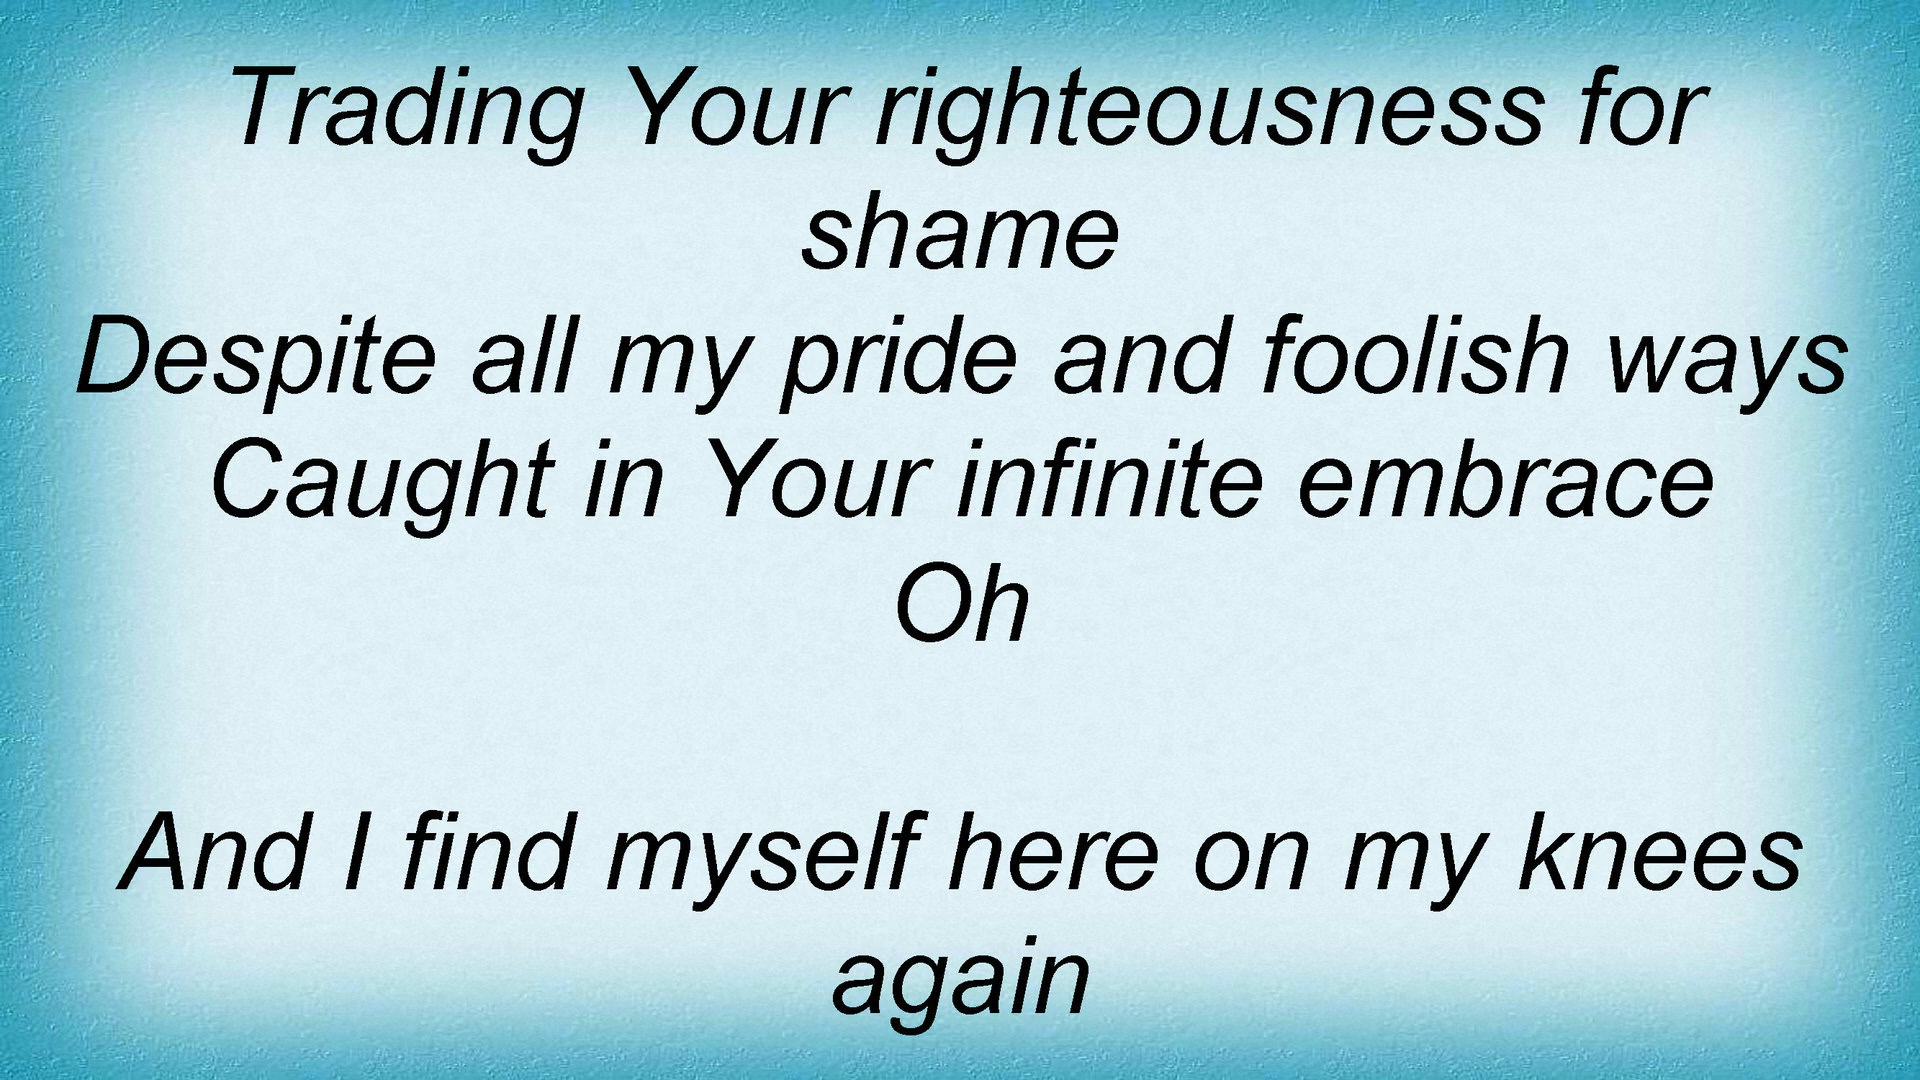 Trading Your righteousness for
shame
Despite all my pride and foolish ways
Caught in Your infinite embrace
Oh
And I find myself here on my knees
again